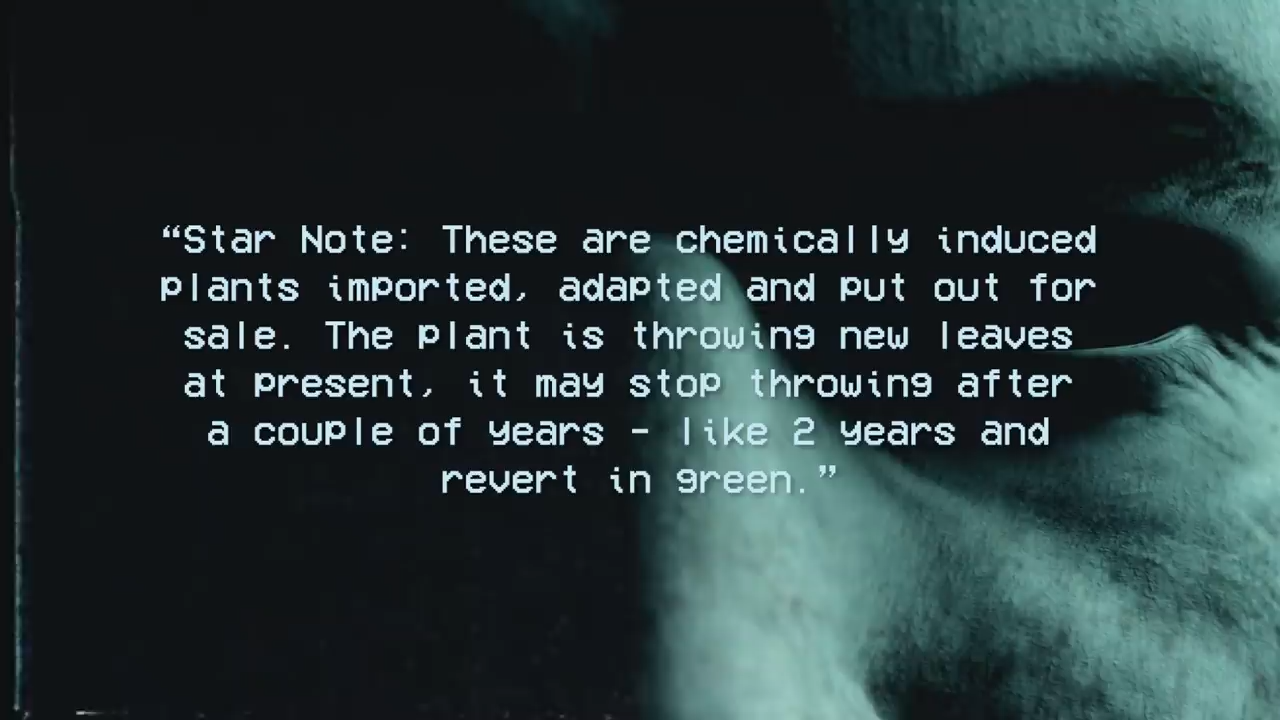 “Star Note: These are chemically induced
plants imported, adapted and put out for
sale. The plant is throwing new leaves
at present, it may stop throwing after
a couple of years - like 2 years and
revert in green.”